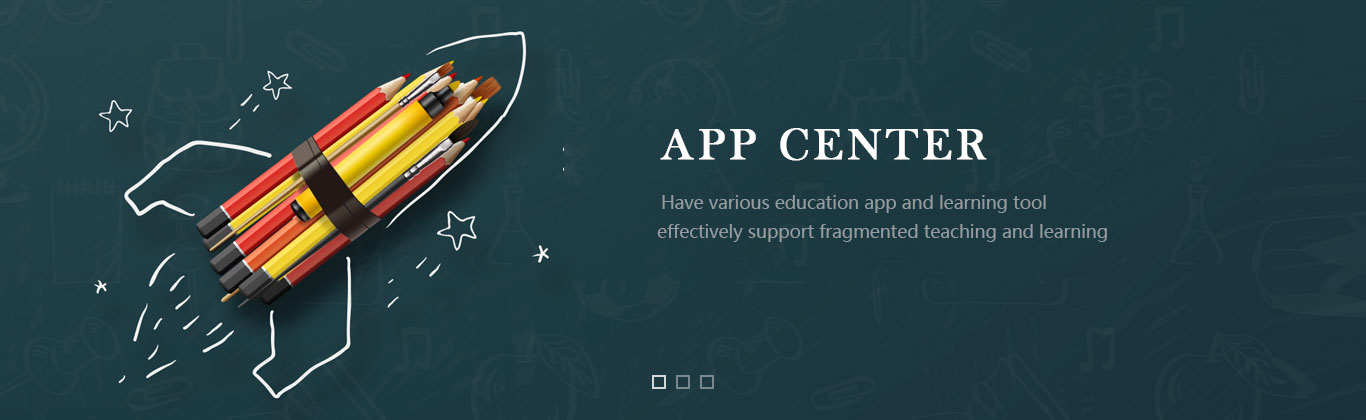 APP CENTER
Have various education app and learning tool
effectively support fragmented teaching and learning